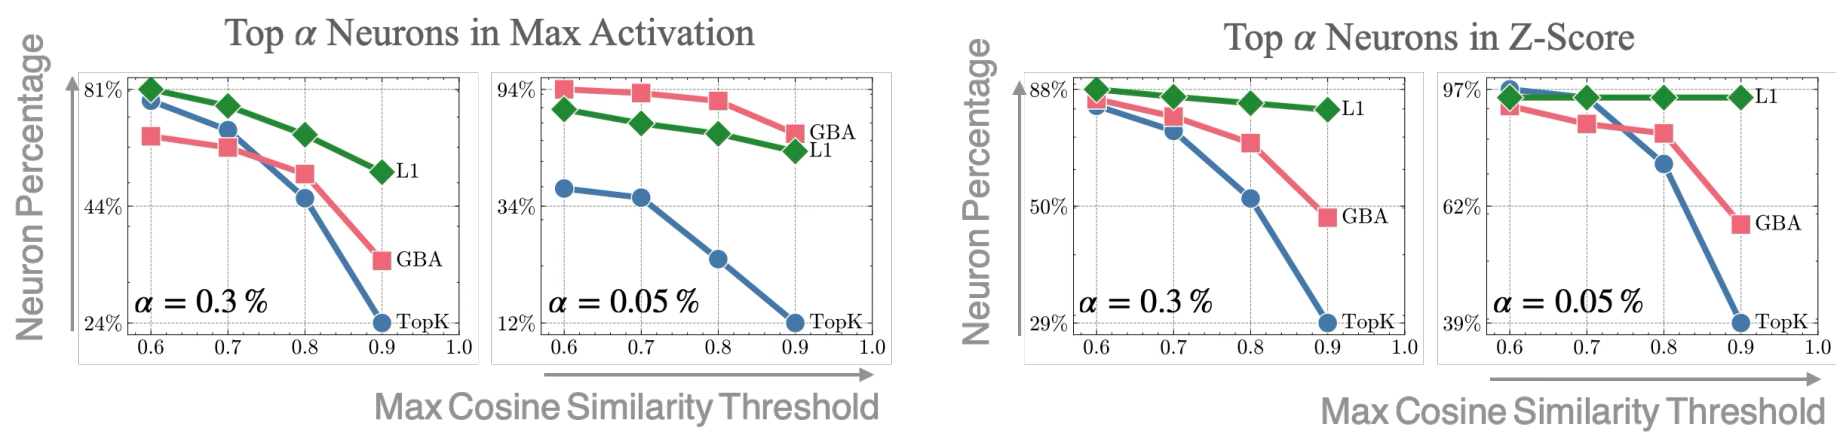 Top α Neurons in Max Activation
Neuron Percentage
81%
44%
24%
L1
GBA
TopK
α = 0.3 %
0.6 0.7 0.8 0.9 1.0
94%
34%
12%
GBA
L1
TopK
α = 0.05 %
0.6 0.7 0.8 0.9 1.0
Max Cosine Similarity Threshold
Top α Neurons in Z-Score
Neuron Percentage
88%
50%
29%
L1
GBA
TopK
α = 0.3 %
0.6 0.7 0.8 0.9 1.0
97%
62%
39%
L1
GBA
TopK
α = 0.05 %
0.6 0.7 0.8 0.9 1.0
Max Cosine Similarity Threshold